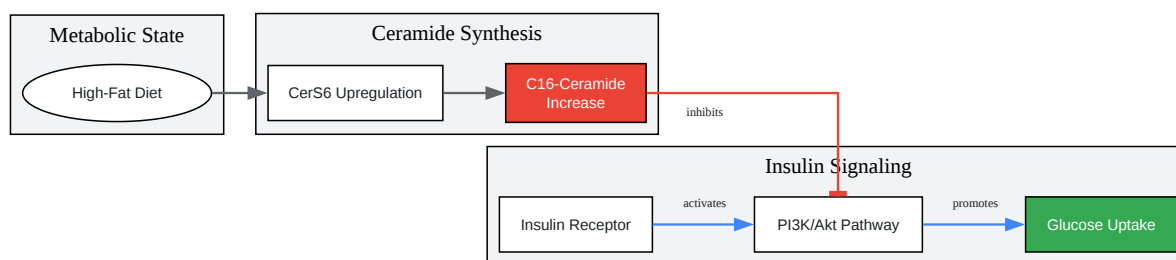 Metabolic State
High-Fat Diet
Ceramide Synthesis
CerS6 Upregulation
C16-Ceramide
Increase
inhibits
Insulin Signaling
Insulin Receptor
activates
PI3K/Akt Pathway
promotes
Glucose Uptake